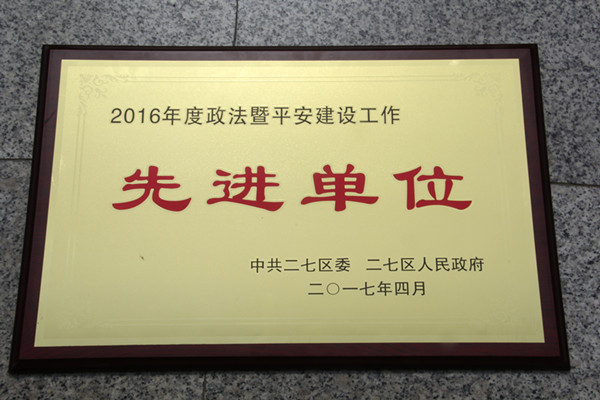 2016年度政法暨平安建设工作
先进单位
中共二七区委 二七区人民政府
二〇一七年四月